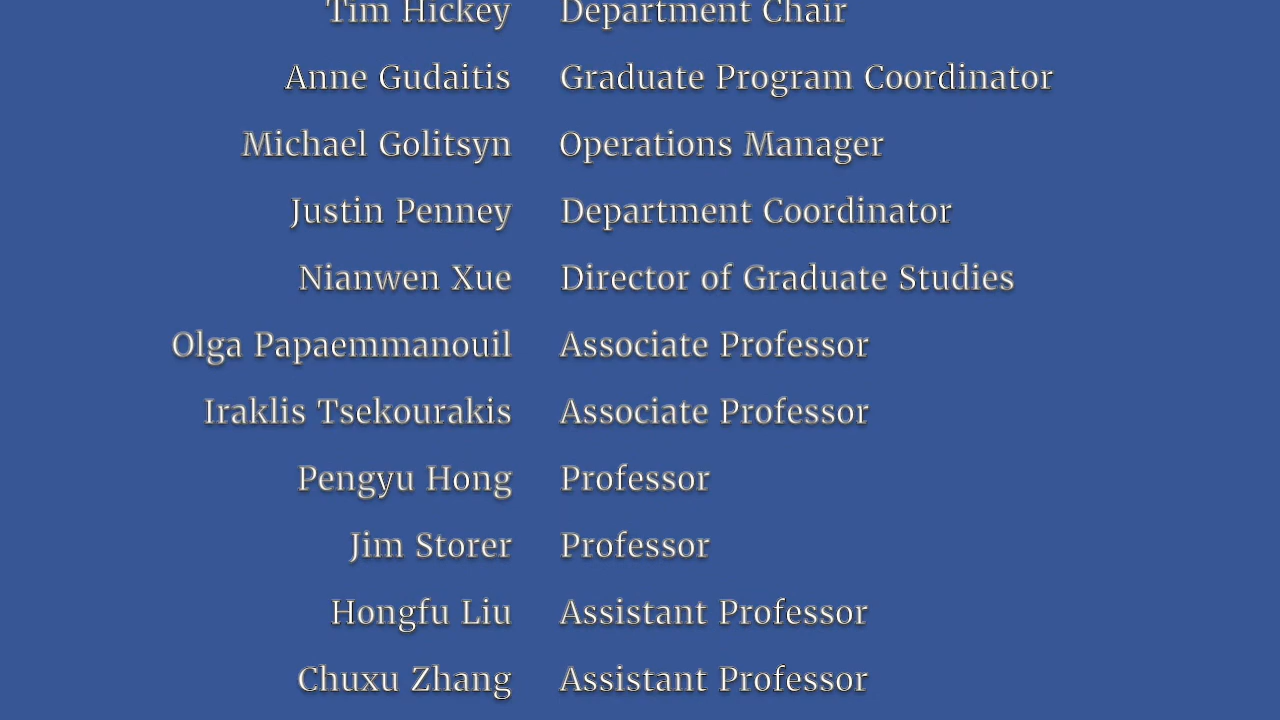 Tim Hickey Department Chair
Anne Gudaitis Graduate Program Coordinator
Michael Golitsyn Operations Manager
Justin Penney Department Coordinator
Nianwen Xue Director of Graduate Studies
Olga Papaemmanouil Associate Professor
Iraklis Tsekourakis Associate Professor
Pengyu Hong Professor
Jim Storer Professor
Hongfu Liu Assistant Professor
Chuxu Zhang Assistant Professor